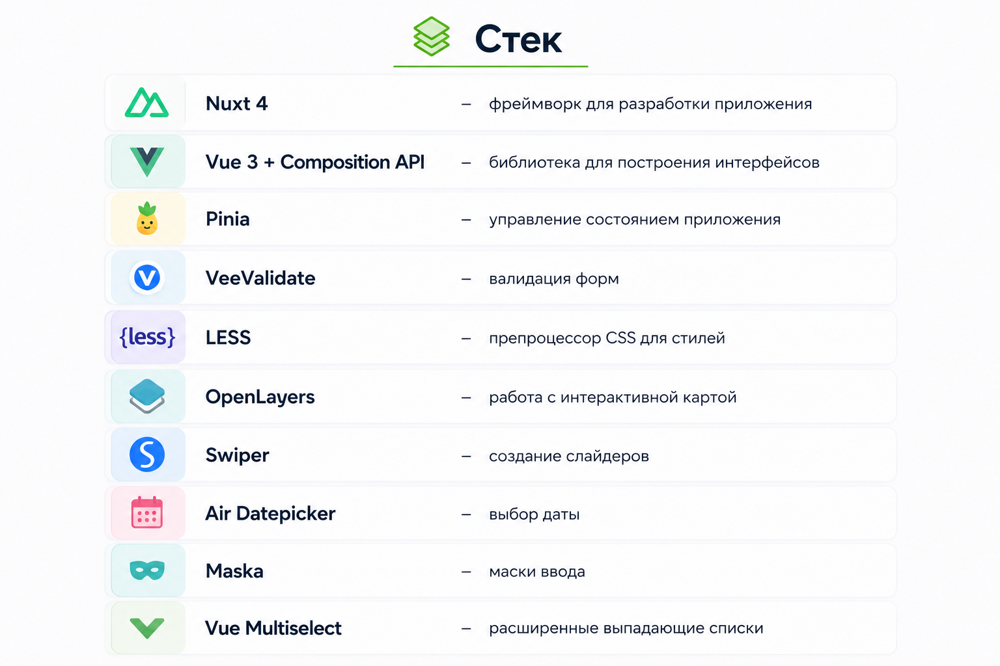 Стек
Nuxt 4 – фреймворк для разработки приложения
Vue 3 + Composition API – библиотека для построения интерфейсов
Pinia – управление состоянием приложения
VeeValidate – валидация форм
{less} LESS – препроцессор CSS для стилей
OpenLayers – работа с интерактивной картой
Swiper – создание слайдеров
Air Datepicker – выбор даты
Maska – маски ввода
Vue Multiselect – расширенные выпадающие списки